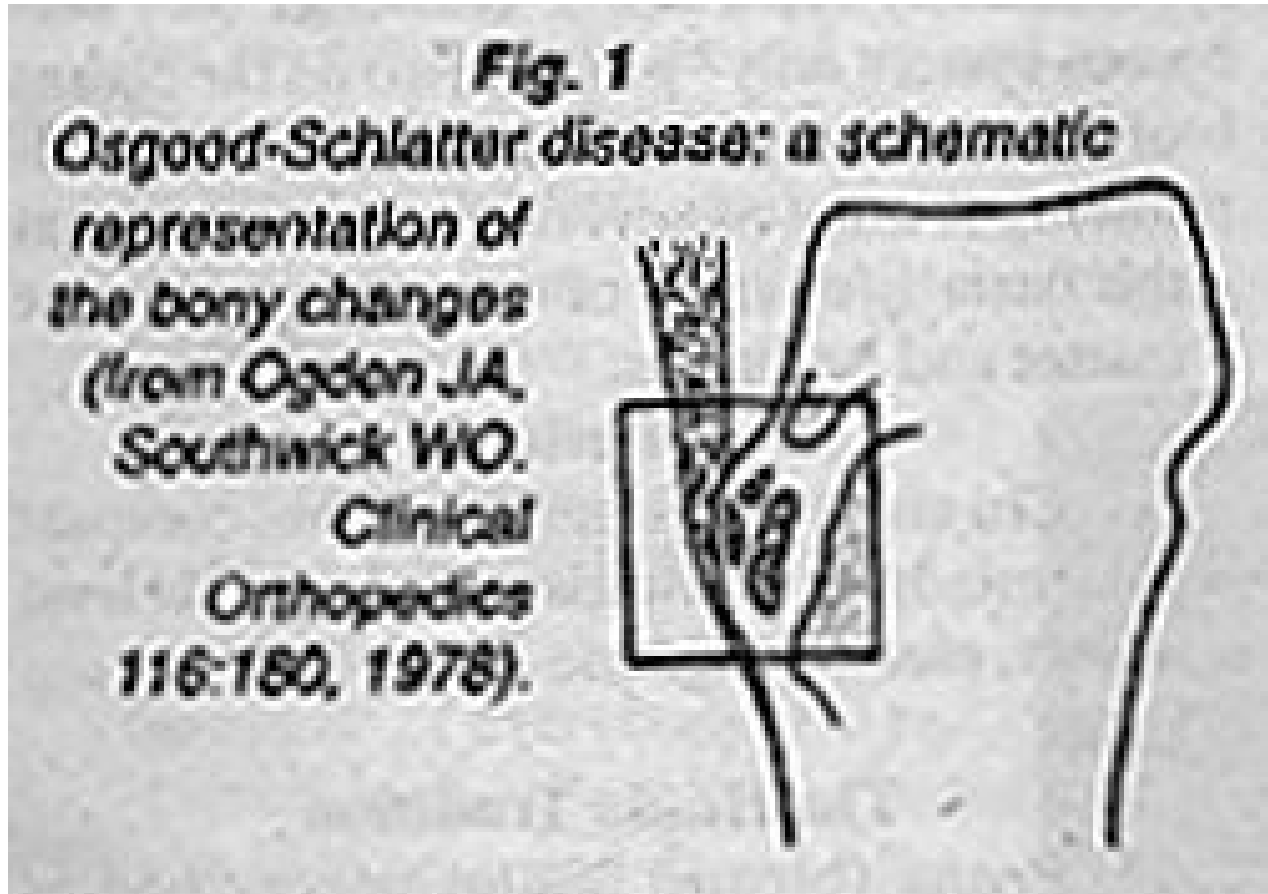 Fig. 1
Osgood-Schlatter disease: a schematic
representation of
the bony changes
(from Ogden JA,
Southwick WO.
Clinical
Orthopedics
116:180, 1978).